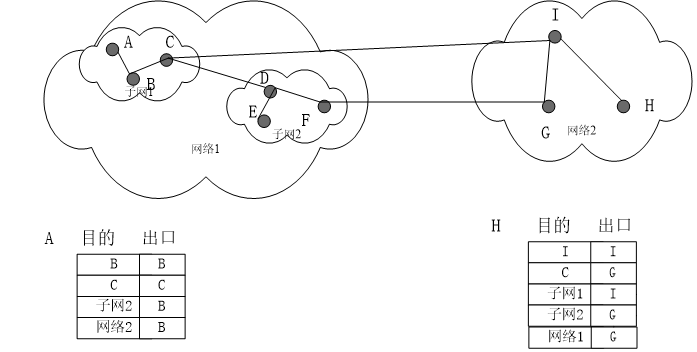 I
A
C
B
子网1
D
E
F
子网2
网络1
H
G
网络2
A 目的 出口
B B
C C
子网2 B
网络2 B
H 目的 出口
I I
C G
子网1 I
子网2 G
网络1 G